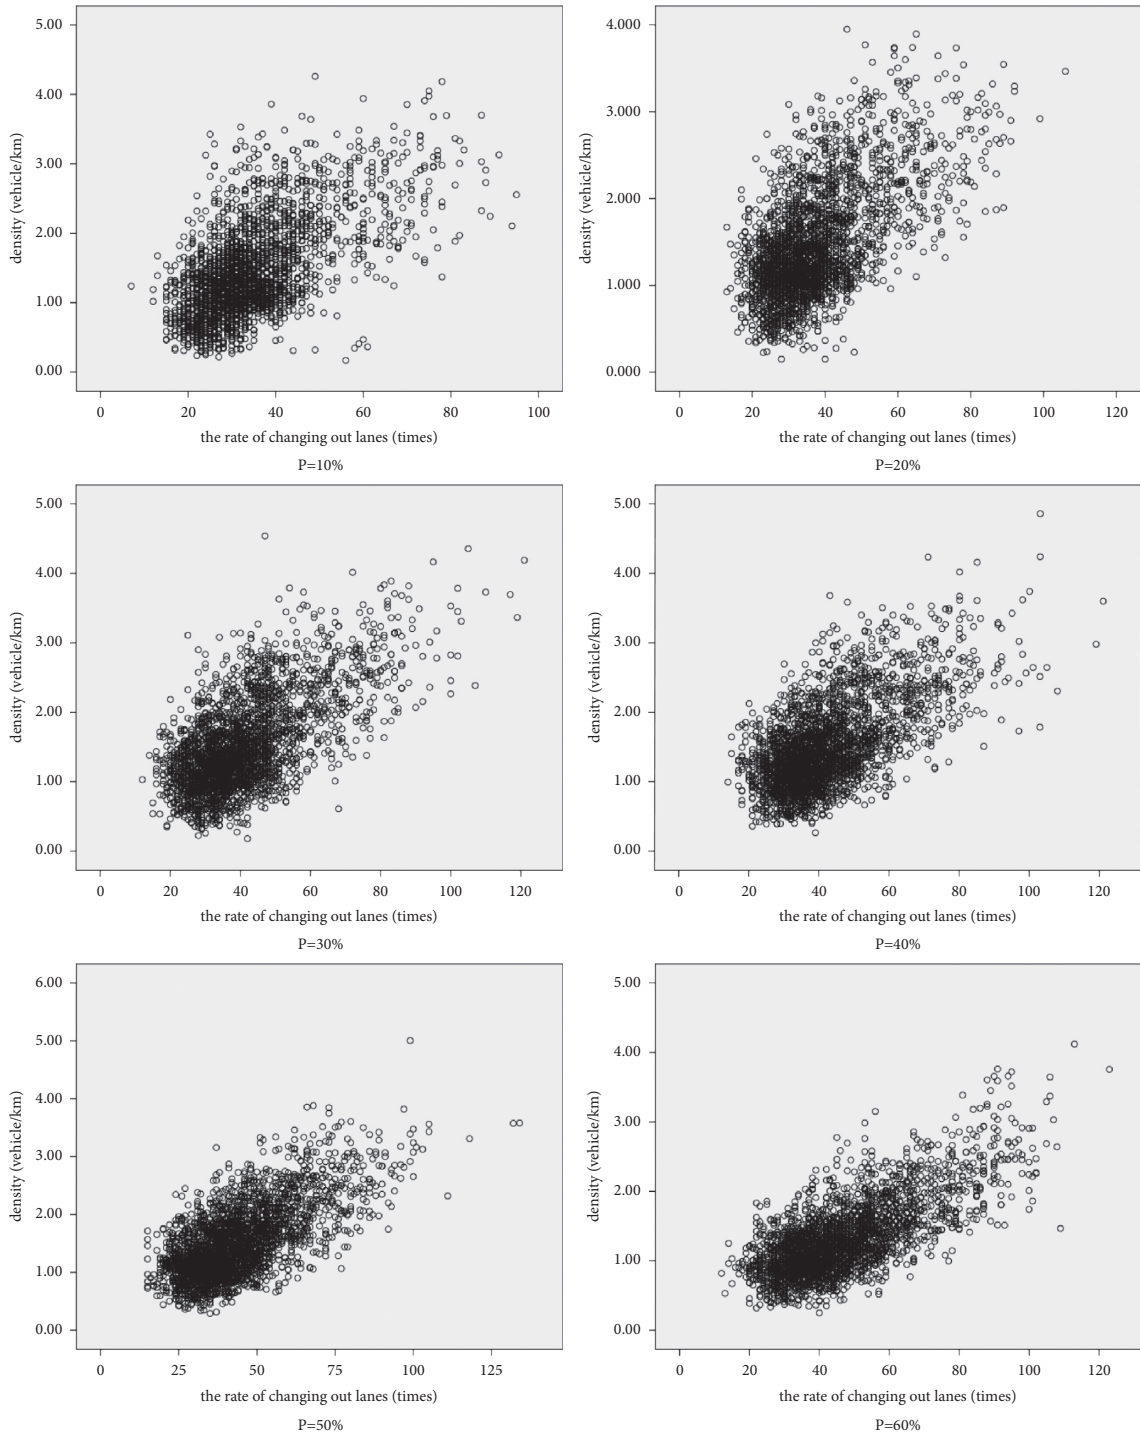 5.00
4.00
3.00
2.00
1.00
0.00
density (vehicle/km)
0 20 40 60 80 100
the rate of changing out lanes (times)
P=10%
4.000
3.000
2.000
1.000
0.000
density (vehicle/km)
0 20 40 60 80 100 120
the rate of changing out lanes (times)
P=20%
5.00
4.00
3.00
2.00
1.00
0.00
density (vehicle/km)
0 20 40 60 80 100 120
the rate of changing out lanes (times)
P=30%
5.00
4.00
3.00
2.00
1.00
0.00
density (vehicle/km)
0 20 40 60 80 100 120
the rate of changing out lanes (times)
P=40%
6.00
5.00
4.00
3.00
2.00
1.00
0.00
density (vehicle/km)
0 25 50 75 100 125
the rate of changing out lanes (times)
P=50%
5.00
4.00
3.00
2.00
1.00
0.00
density (vehicle/km)
0 20 40 60 80 100 120
the rate of changing out lanes (times)
P=60%